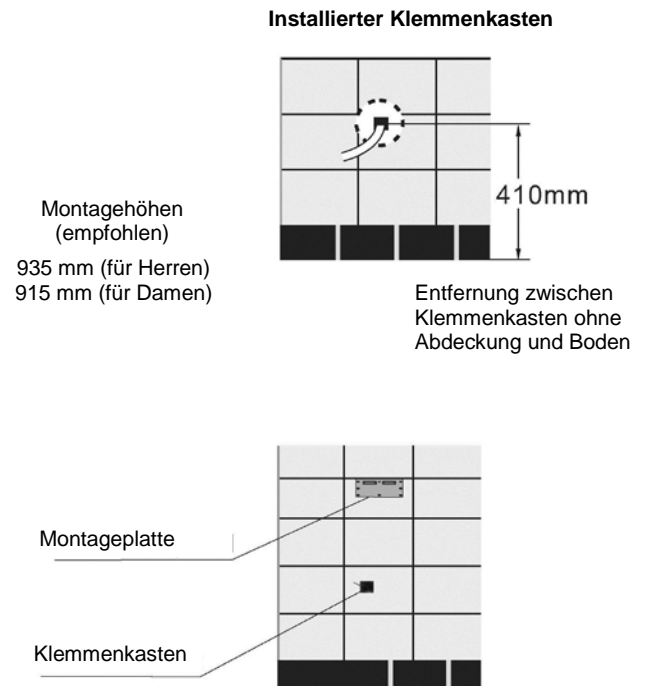 Installierter Klemmenkasten
410mm
Montagehöhen
(empfohlen)
935 mm (für Herren)
915 mm (für Damen)
Entfernung zwischen
Klemmenkasten ohne
Abdeckung und Boden
Montageplatte
Klemmenkasten